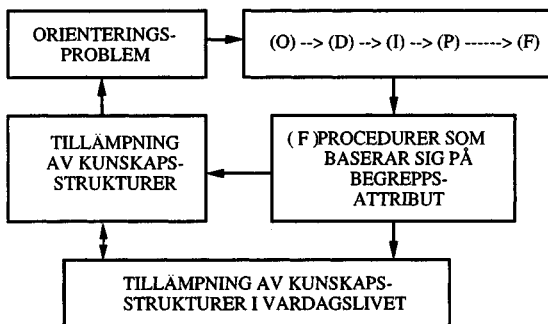 ORIENTERINGS-
PROBLEM
(O) --> (D) --> (I) --> (P) ------> (F)
TILLÄMPNING
AV KUNSKAPS-
STRUKTURER
( F )PROCEDURER SOM
BASERAR SIG PÅ
BEGREPPS-
ATTRIBUT
TILLÄMPNING AV KUNSKAPS-
STRUKTURER I VARDAGSLIVET